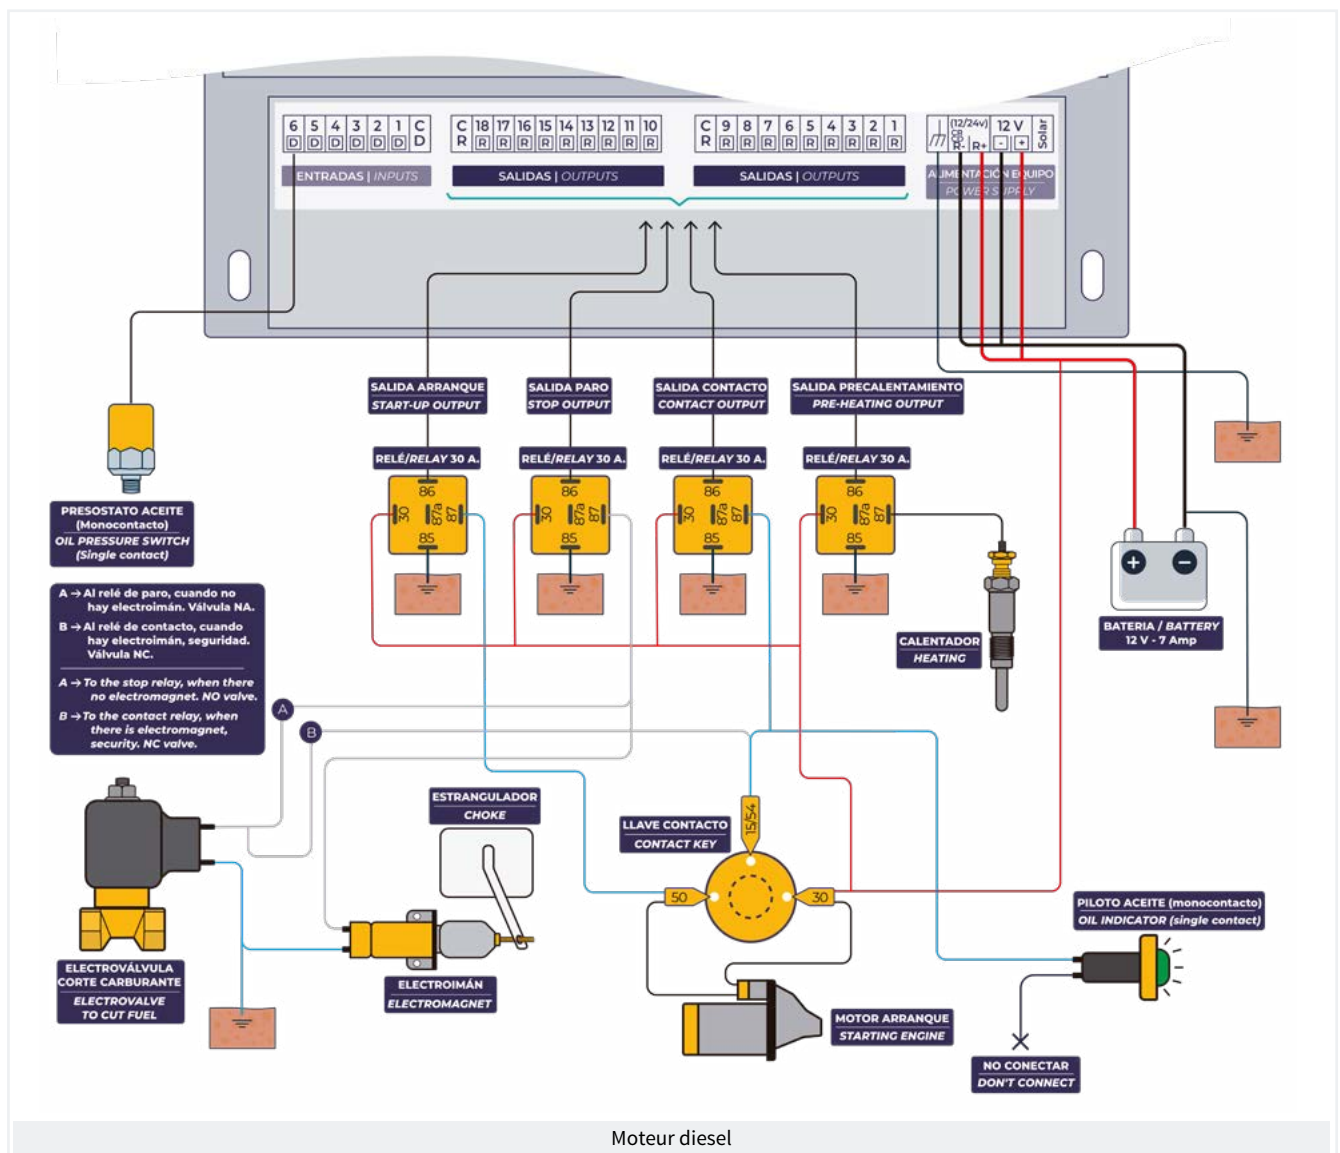 6 5 4 3 2 1 C
D D D D D D D
ENTRADAS | INPUTS
C 18 17 16 15 14 13 12 11 10
R R R R R R R R R R
SALIDAS | OUTPUTS
C 9 8 7 6 5 4 3 2 1
R R R R R R R R R R
SALIDAS | OUTPUTS
(12/24v) 12 V Solar
R- R+ - +
ALIMENTACIÓN EQUIPO
POWER SUPPLY
SALIDA ARRANQUE
START-UP OUTPUT
SALIDA PARO
STOP OUTPUT
SALIDA CONTACTO
CONTACT OUTPUT
SALIDA PRECALENTAMIENTO
PRE-HEATING OUTPUT
RELÉ/RELAY 30 A.
RELÉ/RELAY 30 A.
RELÉ/RELAY 30 A.
RELÉ/RELAY 30 A.
86
30 87a 87
85
86
30 87a 87
85
86
30 87a 87
85
86
30 87a 87
85
PRESOSTATO ACEITE
(Monocontacto)
OIL PRESSURE SWITCH
(Single contact)
A → Al relé de paro, cuando no
hay electroimán. Válvula NA.
B → Al relé de contacto, cuando
hay electroimán, seguridad.
Válvula NC.
A → To the stop relay, when there
no electromagnet. NO valve.
B → To the contact relay, when
there is electromagnet,
security. NC valve.
CALENTADOR
HEATING
+ −
BATERIA / BATTERY
12 V - 7 Amp
A
B
ESTRANGULADOR
CHOKE
LLAVE CONTACTO
CONTACT KEY
15/54
50
30
PILOTO ACEITE (monocontacto)
OIL INDICATOR (single contact)
ELECTROVÁLVULA
CORTE CARBURANTE
ELECTROVALVE
TO CUT FUEL
ELECTROIMÁN
ELECTROMAGNET
MOTOR ARRANQUE
STARTING ENGINE
NO CONECTAR
DON'T CONNECT
Moteur diesel